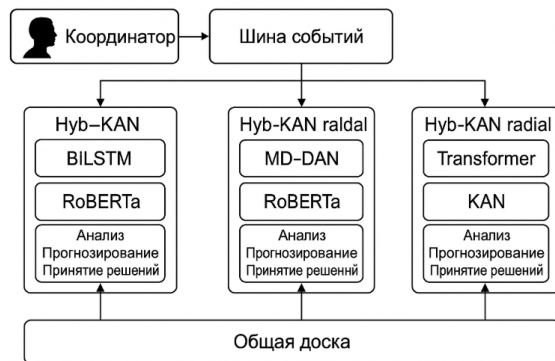 Координатор
Шина событий
Hyb–KAN
BILSTM
RoBERTa
Анализ
Прогнозирование
Принятие решений
Hyb-KAN raldal
MD–DAN
RoBERTa
Анализ
Прогнозирование
Принятие решеннй
Hyb-KAN radial
Transformer
KAN
Анализ
Прогнозирование
Принятие решений
Общая доска